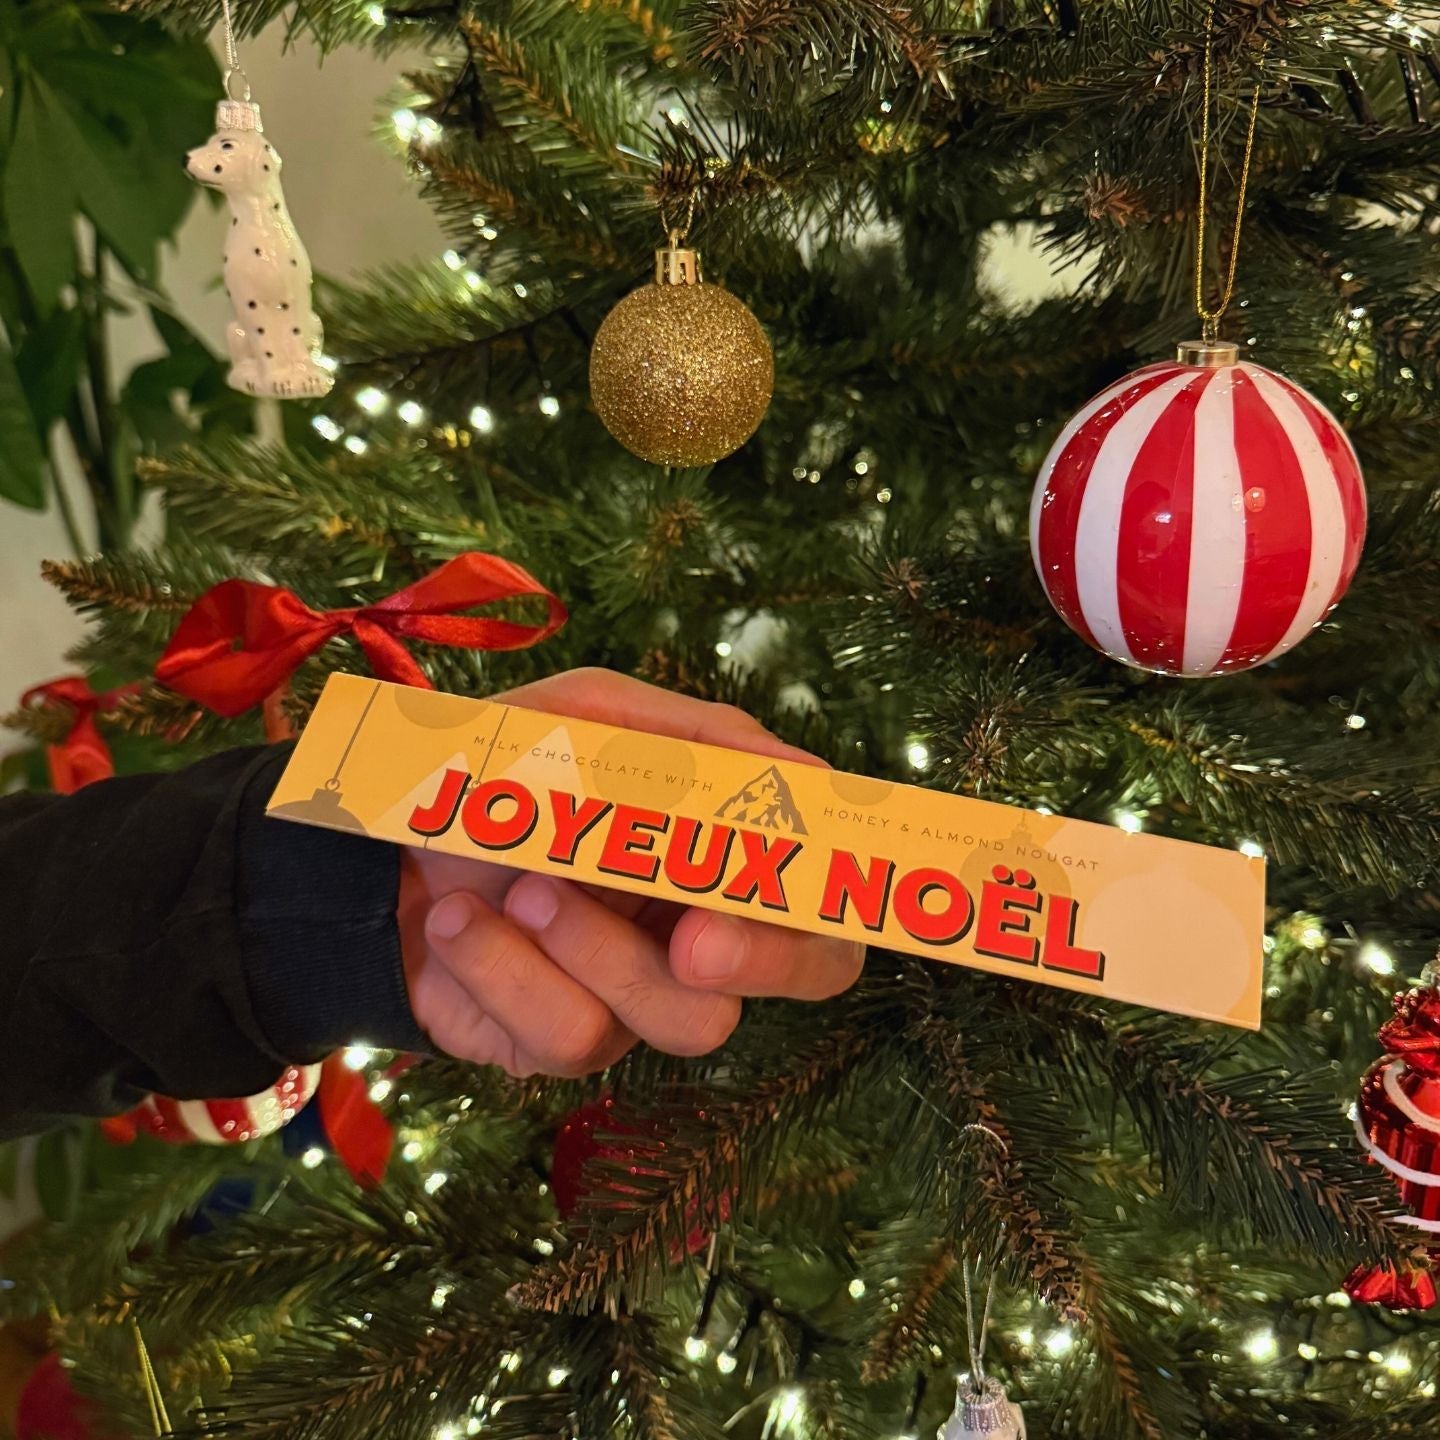 MILK CHOCOLATE WITH HONEY & ALMOND NOUGAT
JOYEUX NOËL